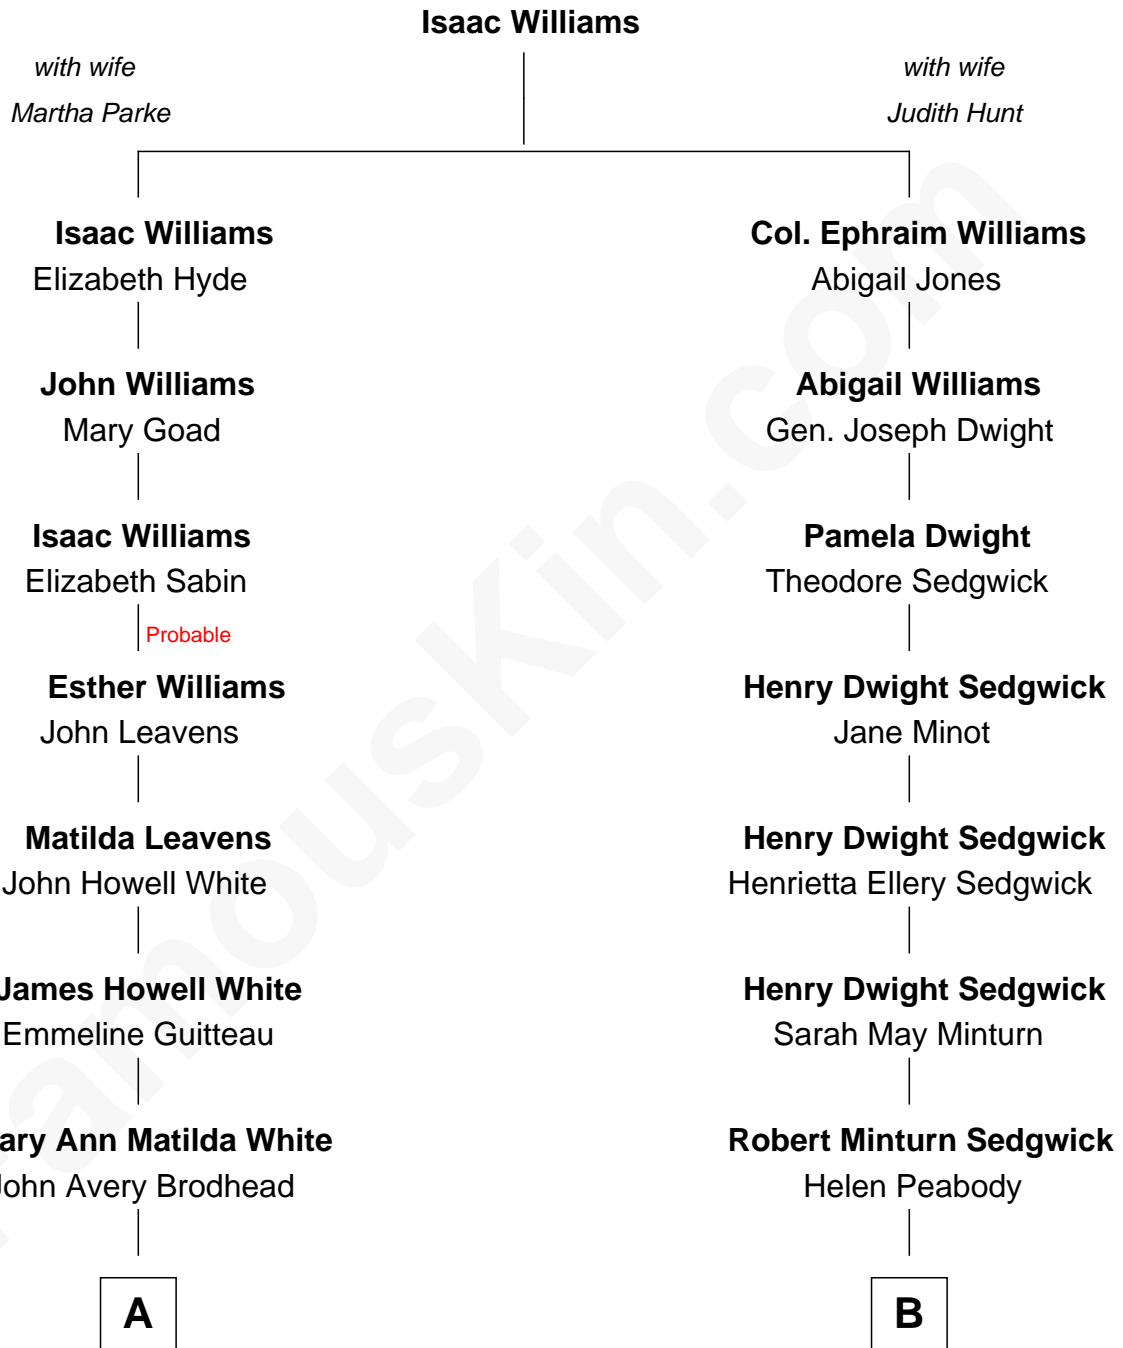 Isaac Williams
with wife
Martha Parke
with wife
Judith Hunt
Isaac Williams
Elizabeth Hyde
Col. Ephraim Williams
Abigail Jones
John Williams
Mary Goad
Abigail Williams
Gen. Joseph Dwight
Isaac Williams
Elizabeth Sabin
Pamela Dwight
Theodore Sedgwick
Probable
Esther Williams
John Leavens
Henry Dwight Sedgwick
Jane Minot
Matilda Leavens
John Howell White
Henry Dwight Sedgwick
Henrietta Ellery Sedgwick
James Howell White
Emmeline Guitteau
Henry Dwight Sedgwick
Sarah May Minturn
ary Ann Matilda White
John Avery Brodhead
Robert Minturn Sedgwick
Helen Peabody
A
B
FamousKin.com